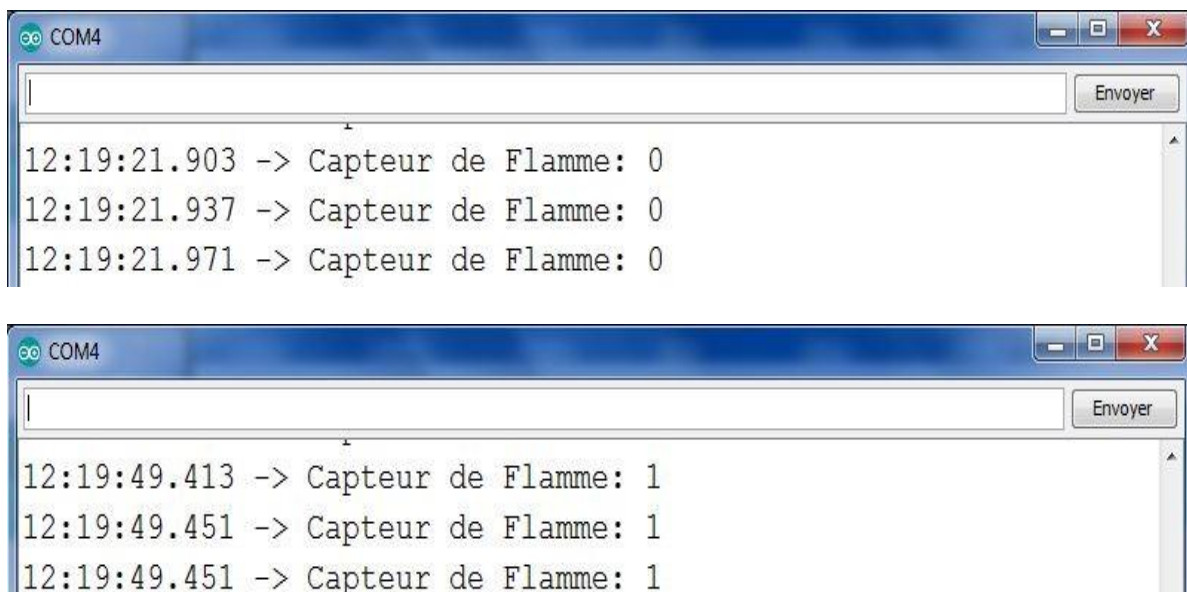 COM4
Envoyer
12:19:21.903 -> Capteur de Flamme: 0
12:19:21.937 -> Capteur de Flamme: 0
12:19:21.971 -> Capteur de Flamme: 0
COM4
Envoyer
12:19:49.413 -> Capteur de Flamme: 1
12:19:49.451 -> Capteur de Flamme: 1
12:19:49.451 -> Capteur de Flamme: 1